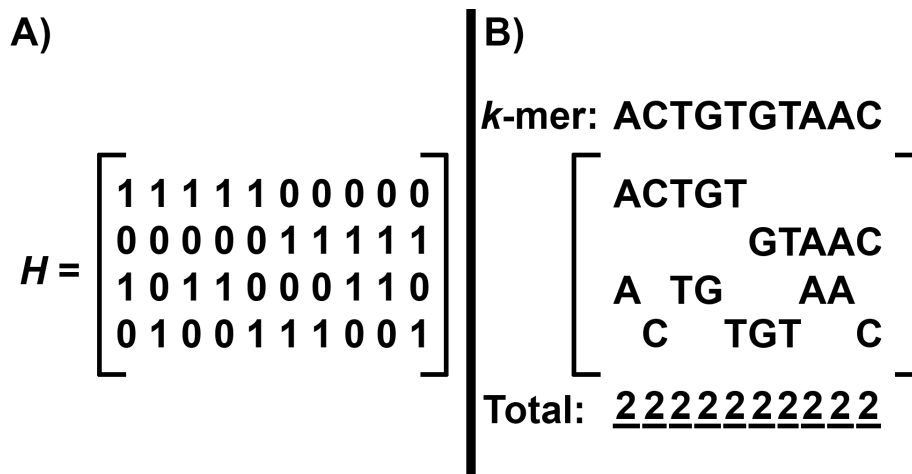 A)
H =
1 1 1 1 1 0 0 0 0 0
0 0 0 0 0 1 1 1 1 1
1 0 1 1 0 0 0 1 1 0
0 1 0 0 1 1 1 0 0 1
B)
k-mer: ACTGTGTAAC
ACTGT
GTAAC
A TG AA
C TGT C
Total: 2 2 2 2 2 2 2 2 2 2